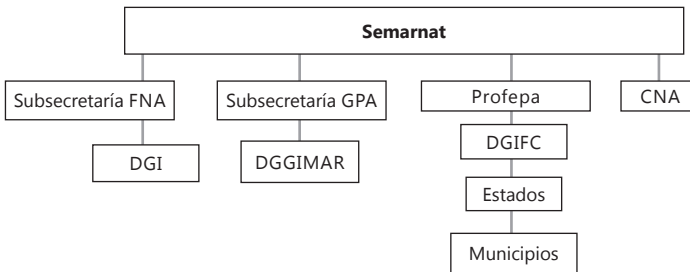 Semarnat
Subsecretaría FNA
Subsecretaría GPA
Profepa
CNA
DGI
DGGIMAR
DGIFC
Estados
Municipios